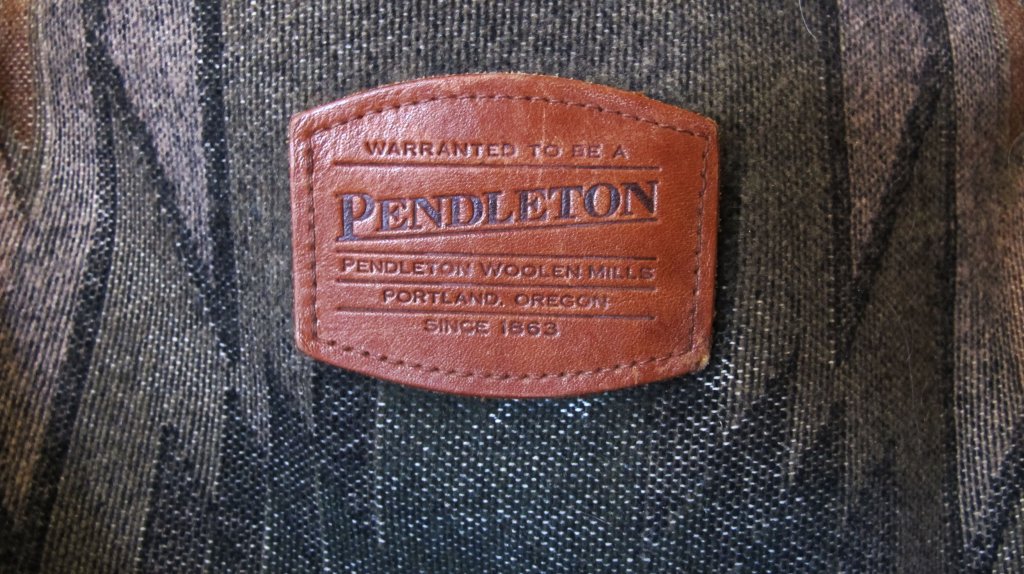 WARRANTED TO BE A
PENDLETON
PENDLETON WOOLEN MILLS
PORTLAND, OREGON
SINCE 1863